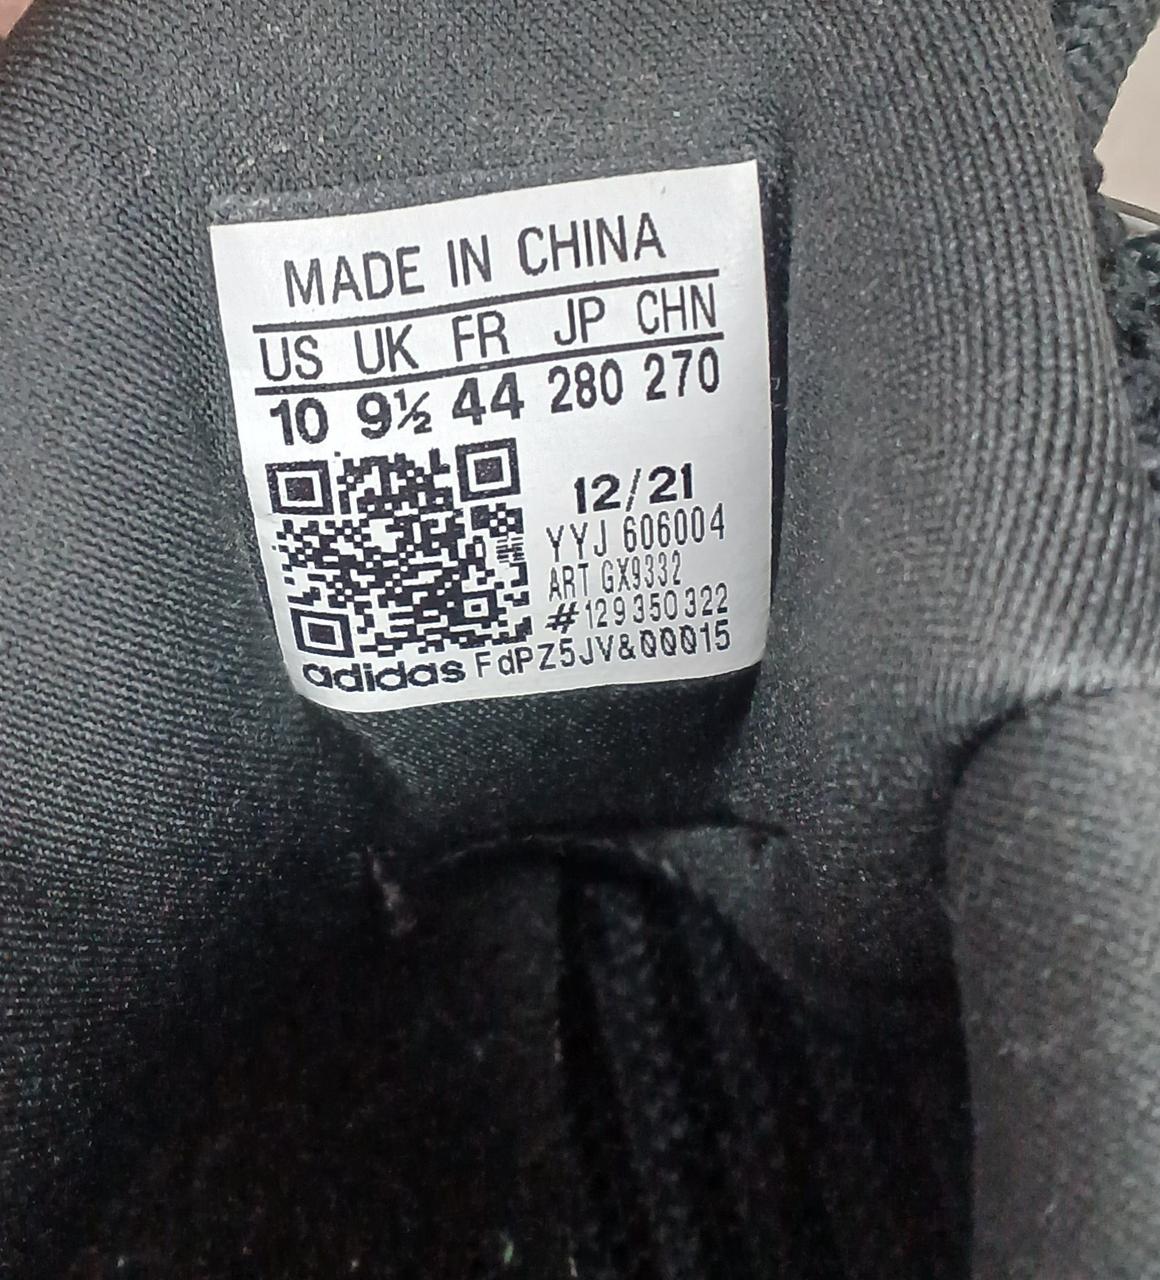 MADE IN CHINA
US UK FR JP CHN
10 9½ 44 280 270
12/21
YYJ 606004
ART GX9332
#129350322
adidas FdPZ5JV&00015